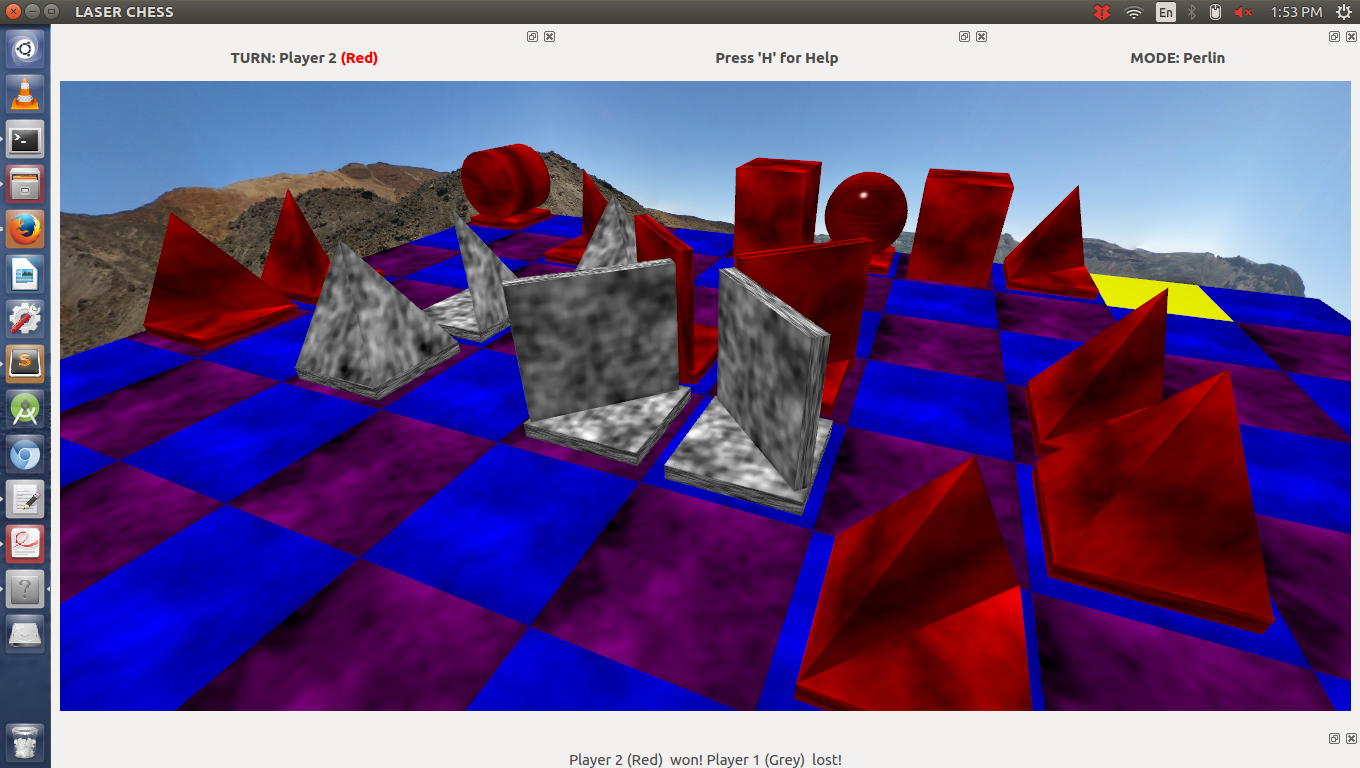 LASER CHESS
En
1:53 PM
TURN: Player 2 (Red)
Press 'H' for Help
MODE: Perlin
Player 2 (Red) won! Player 1 (Grey) lost!